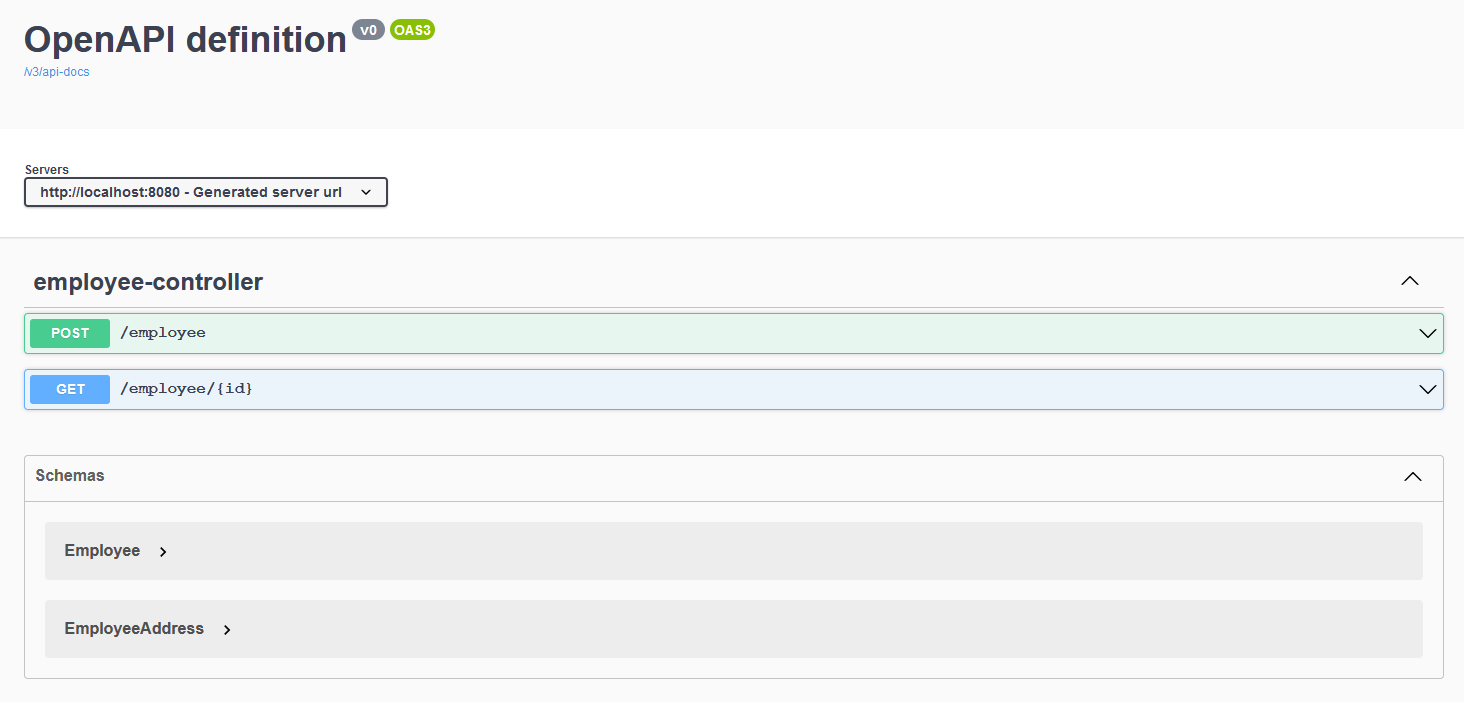 OpenAPI definition v0 OAS3
/v3/api-docs
Servers
http://localhost:8080 - Generated server url
employee-controller
POST /employee
GET /employee/{id}
Schemas
Employee
EmployeeAddress